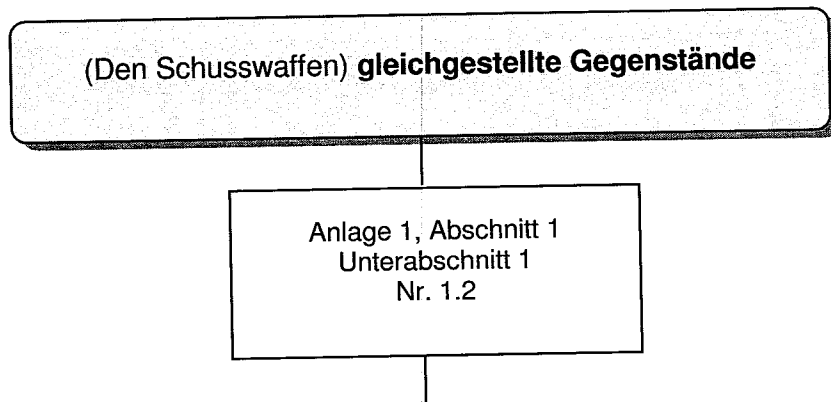 (Den Schusswaffen) gleichgestellte Gegenstände
Anlage 1, Abschnitt 1
Unterabschnitt 1
Nr. 1.2